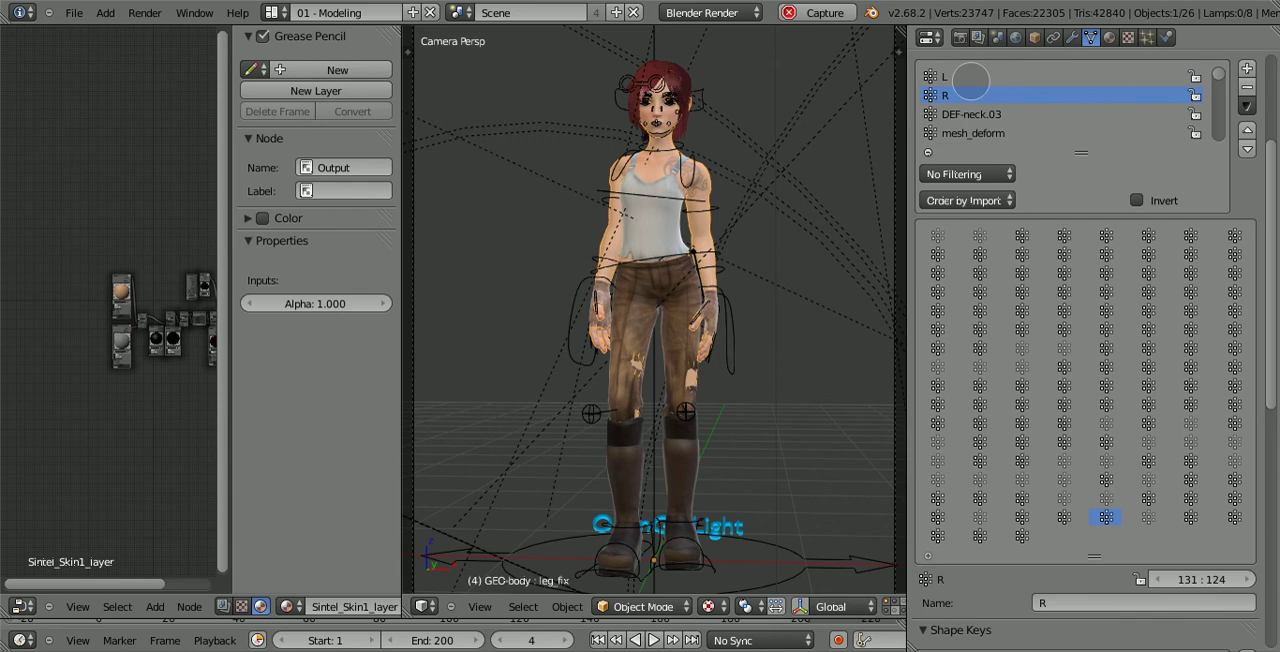 File Add Render Window Help 01 - Modeling Scene 4 Blender Render Capture v2.68.2 | Verts:23747 | Faces:22305 | Tris:42840 | Objects:1/26 | Lamps:0/8 |
Grease Pencil
New
New Layer
Delete Frame Convert
Node
Name: Output
Label:
Color
Properties
Inputs:
Alpha: 1.000
Sintel_Skin1_layer
View Select Add Node Sintel_Skin1_layer
Camera Persp
(4) GEO-body : leg_fix
View Select Object Object Mode Global
L
R
DEF-neck.03
mesh_deform
No Filtering
Order by Import Invert
R 131 : 124
Name: R
Shape Keys
View Marker Frame Playback Start: 1 End: 200 4 No Sync